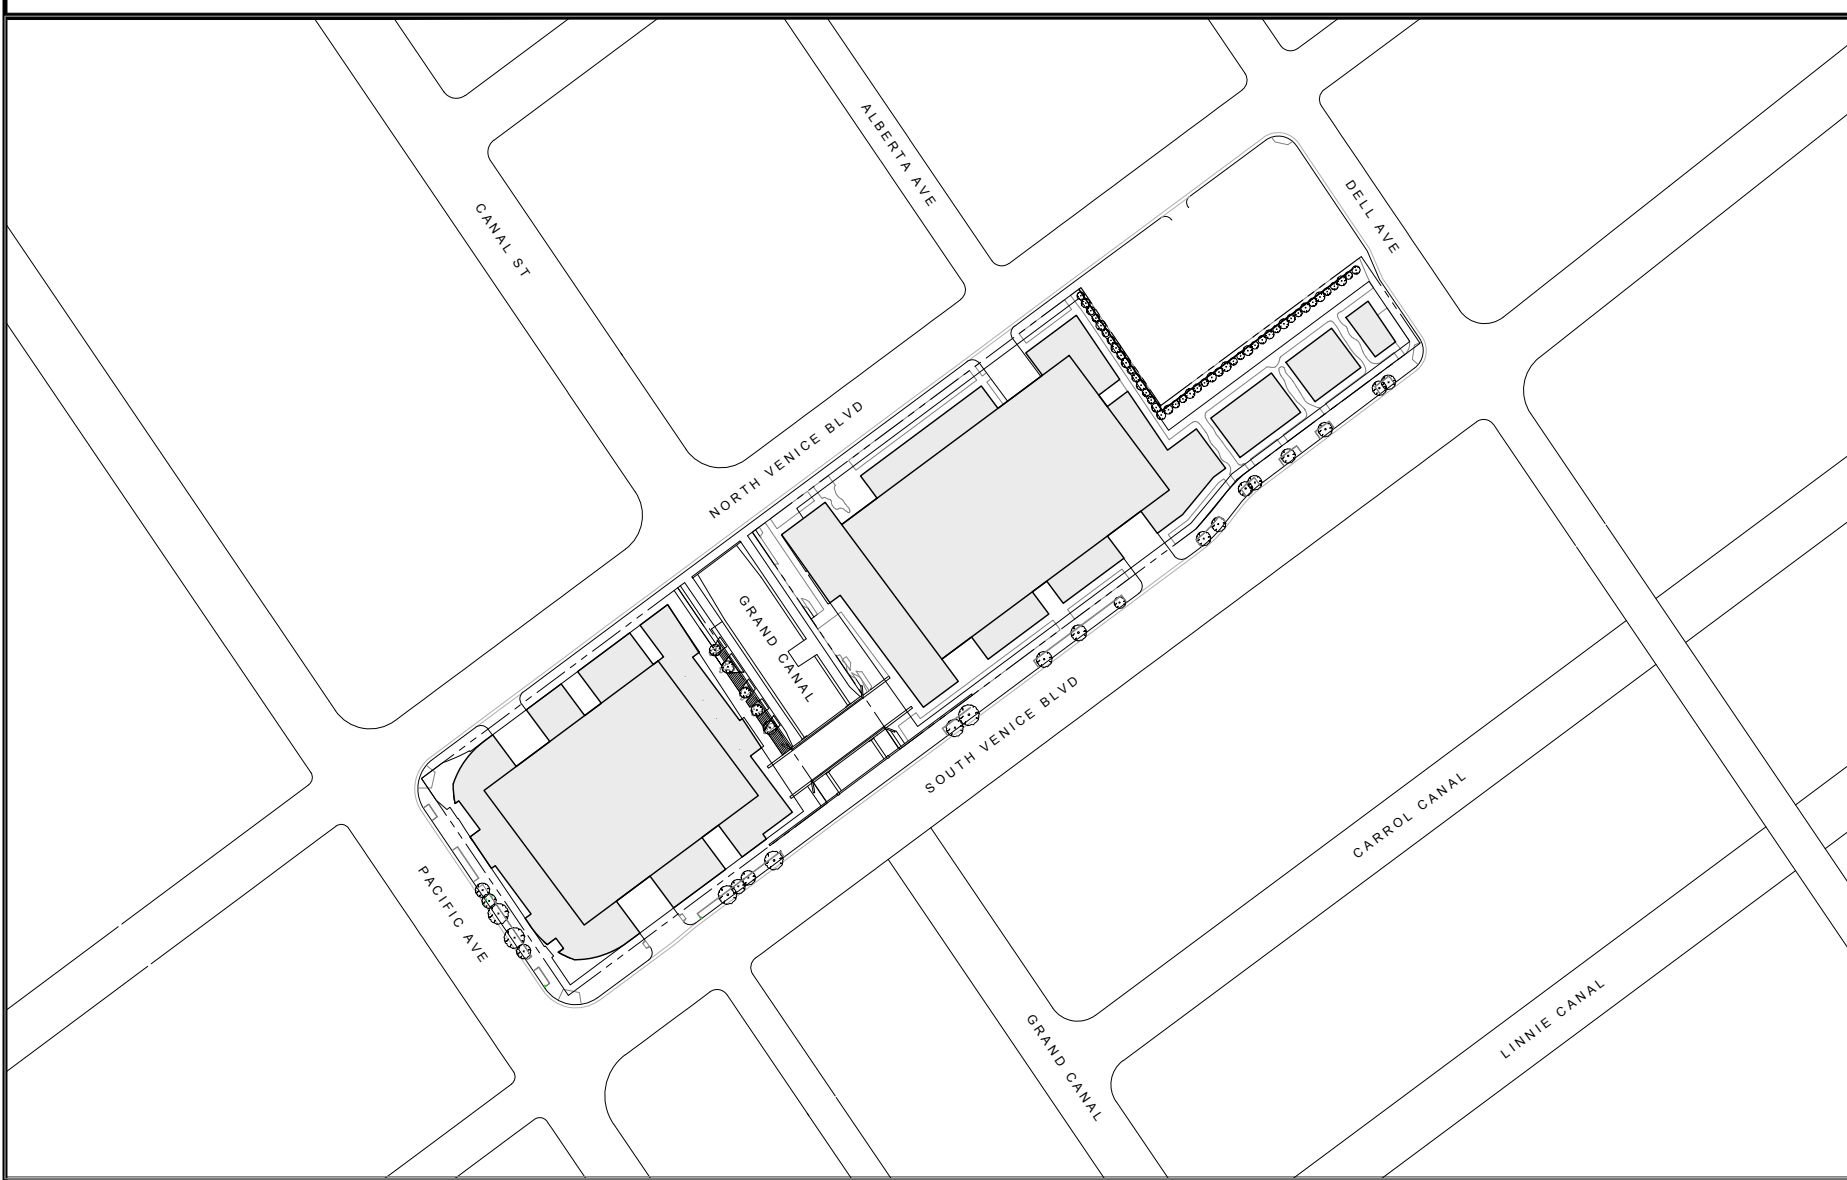 ALBERTA AVE
CANAL ST
DELL AVE
NORTH VENICE BLVD
GRAND CANAL
SOUTH VENICE BLVD
CARROL CANAL
PACIFIC AVE
LINNIE CANAL
GRAND CANAL